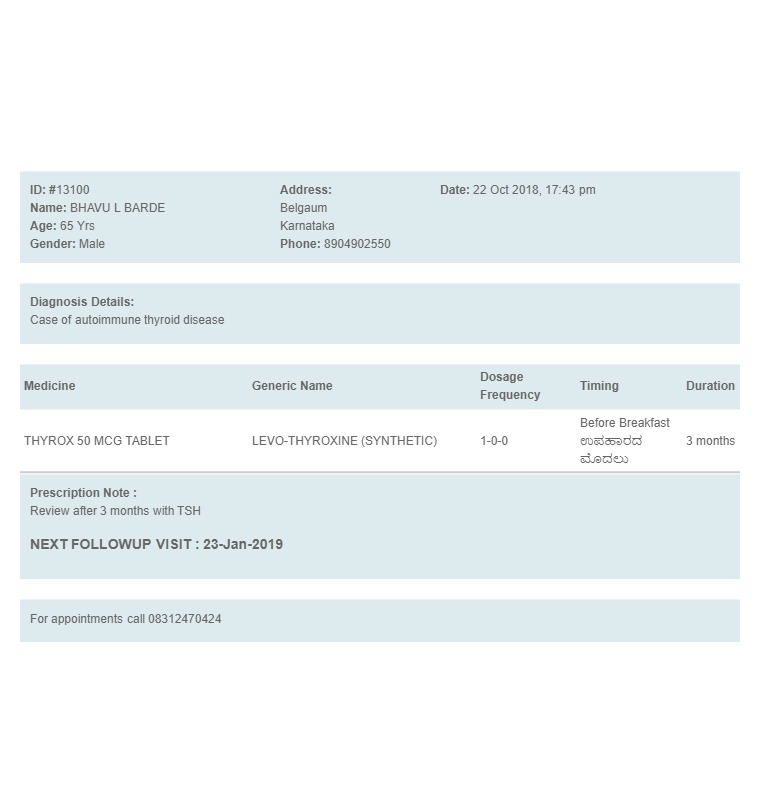 ID: #13100
Name: BHAVU L BARDE
Age: 65 Yrs
Gender: Male
Address:
Belgaum
Karnataka
Phone: 8904902550
Date: 22 Oct 2018, 17:43 pm
Diagnosis Details:
Case of autoimmune thyroid disease
Medicine Generic Name Dosage Frequency Timing Duration
THYROX 50 MCG TABLET LEVO-THYROXINE (SYNTHETIC) 1-0-0 Before Breakfast ಉಪಹಾರದ ಮೊದಲು 3 months
Prescription Note :
Review after 3 months with TSH
NEXT FOLLOWUP VISIT : 23-Jan-2019
For appointments call 08312470424